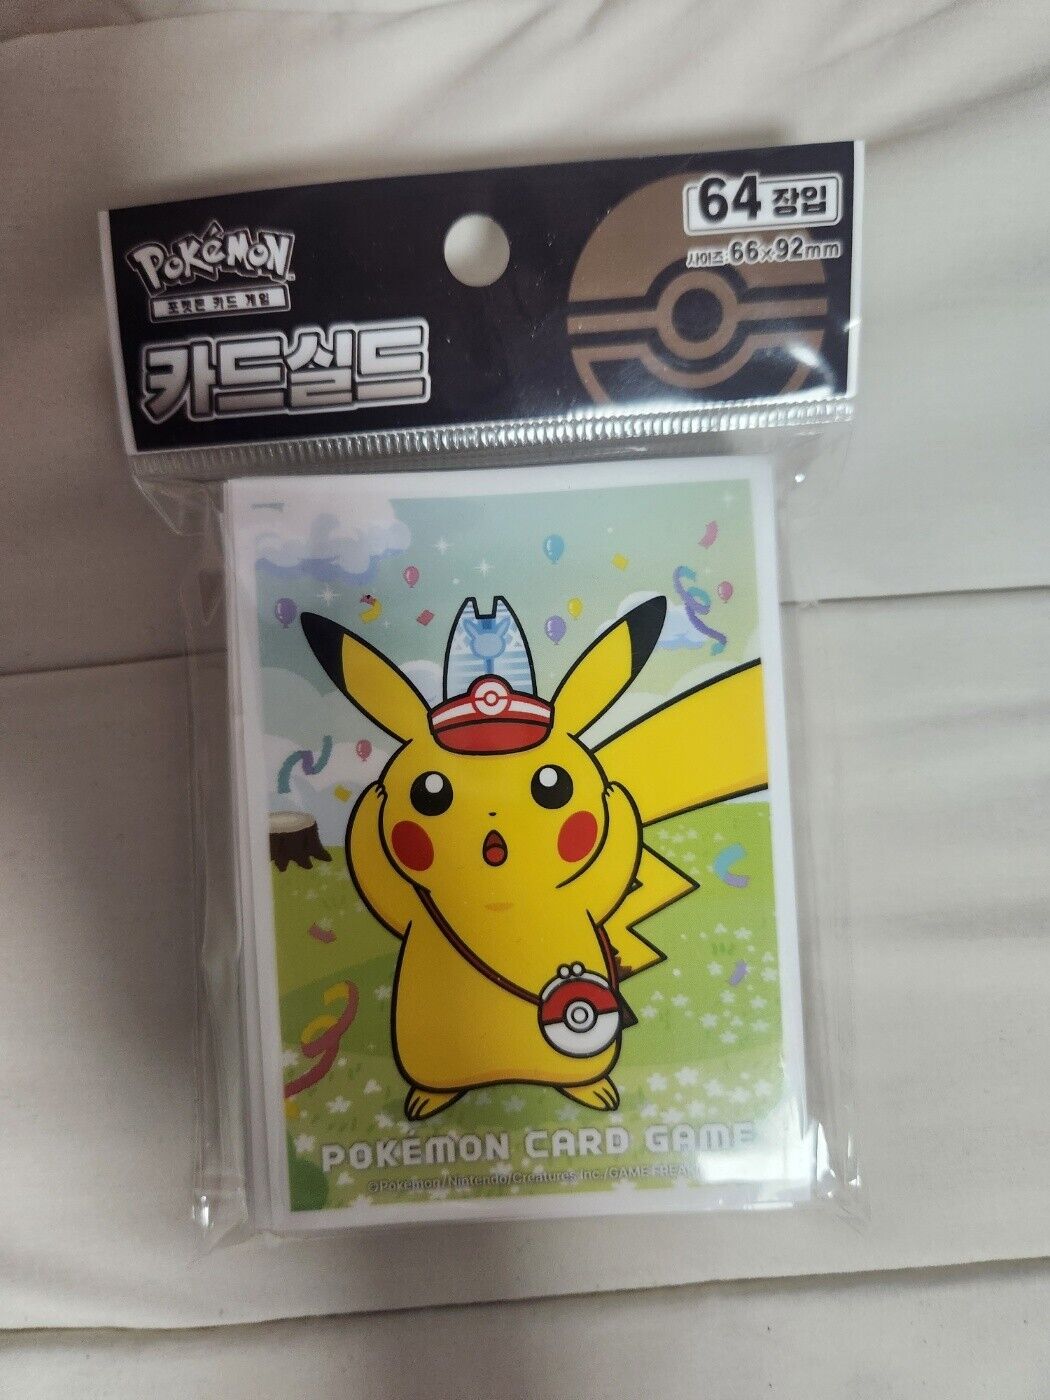 POKéMON
포켓몬 카드 게임
카드실드
64 장입
사이즈:66×92mm
POKÉMON CARD GAME
©Pokémon/Nintendo/Creatures Inc./GAME FREAK